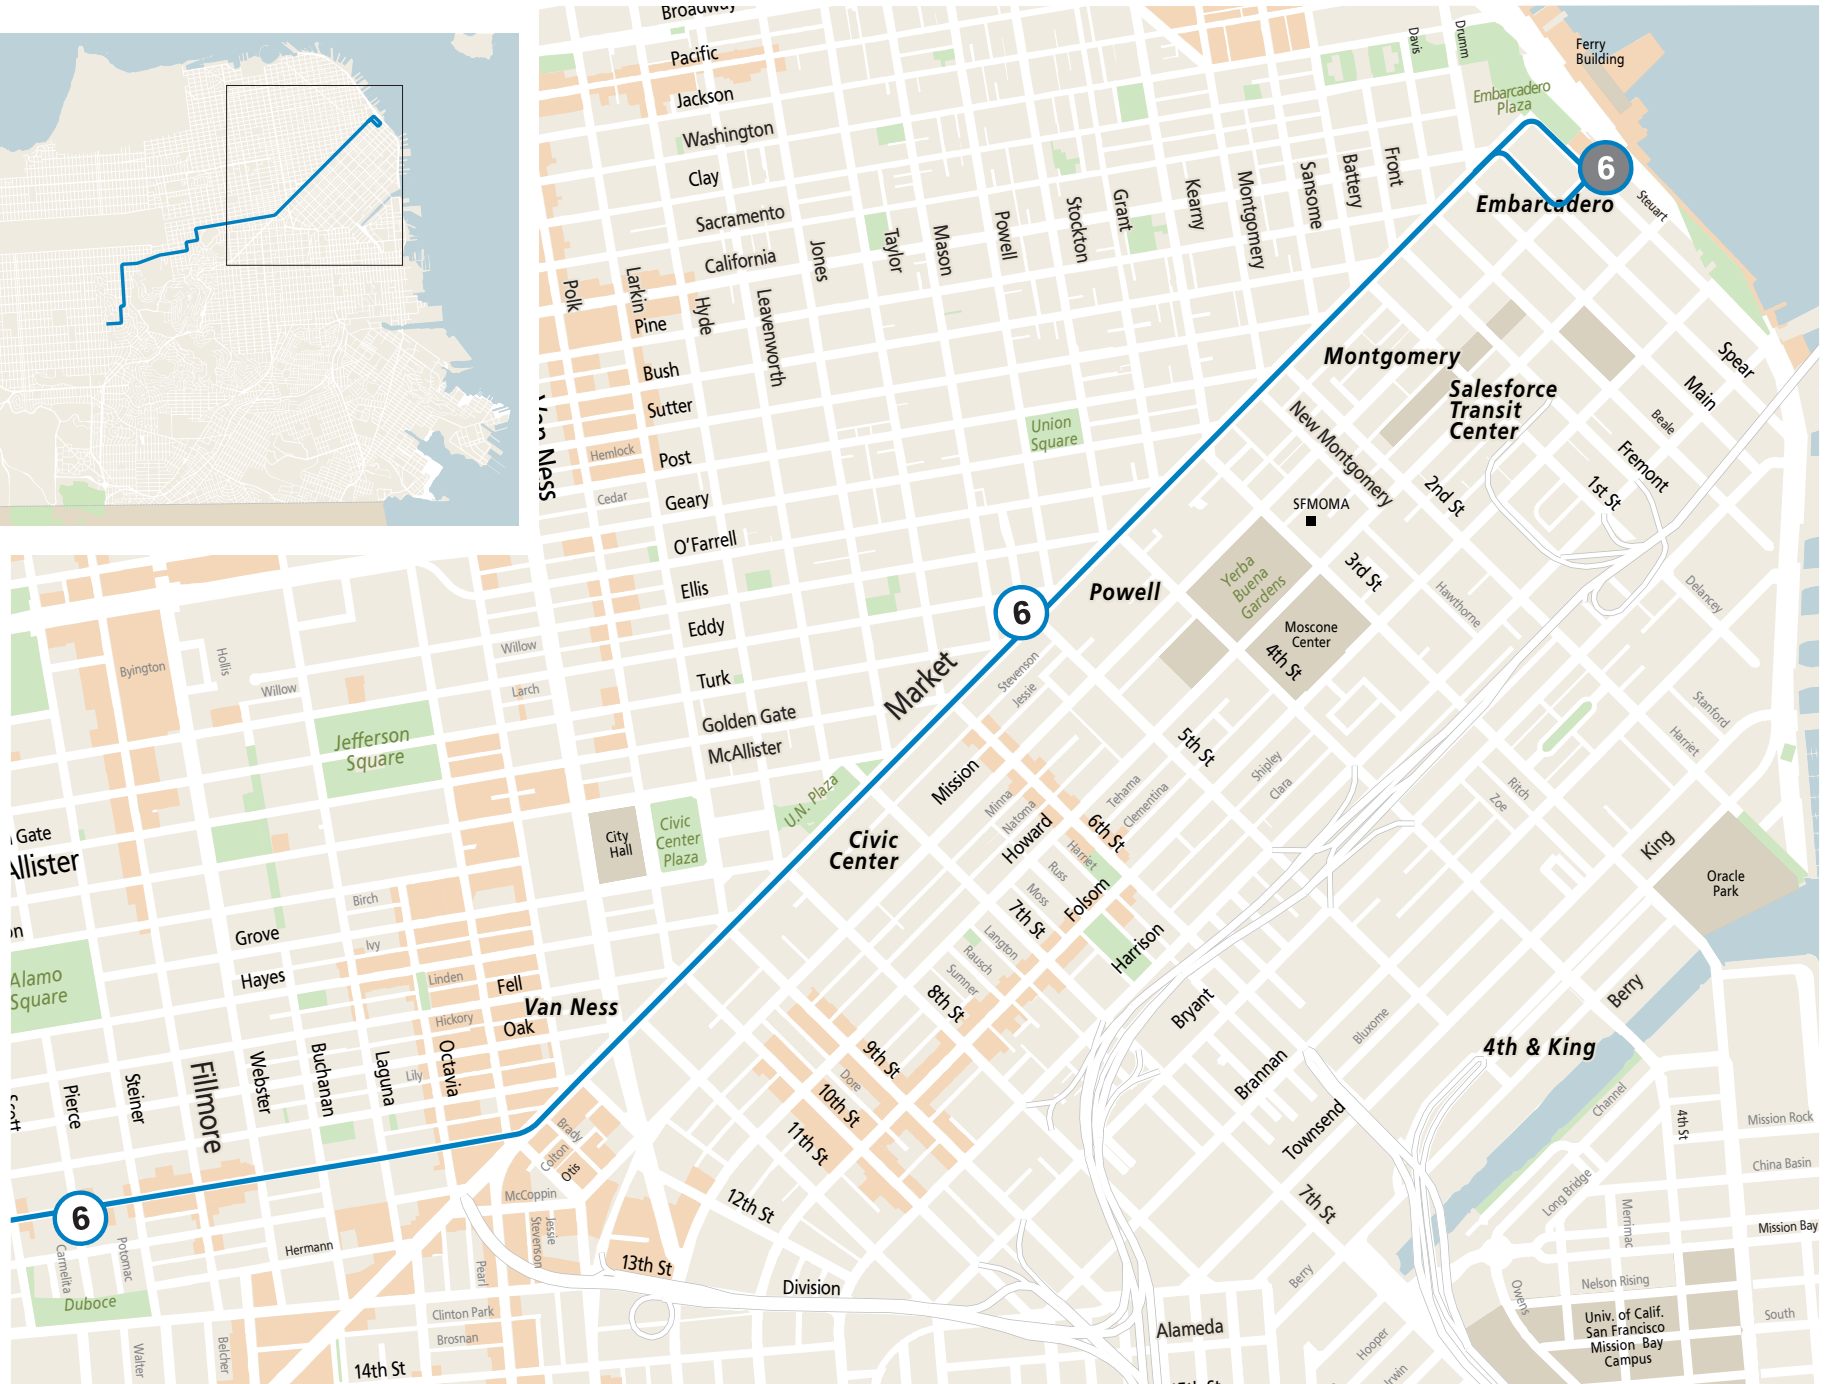 Broadway
Pacific
Jackson
Washington
Clay
Sacramento
California
Pine
Bush
Sutter
Hemlock
Post
Cedar
Geary
O'Farrell
Ellis
Eddy
Turk
Golden Gate
McAllister
Van Ness
Polk
Larkin
Hyde
Leavenworth
Jones
Taylor
Mason
Powell
Stockton
Grant
Kearny
Montgomery
Sansome
Battery
Front
Davis
Drumm
Ferry
Building
Embarcadero
Plaza
6
Embarcadero
Steuart
Montgomery
Salesforce
Transit
Center
Spear
Main
Beale
Fremont
1st St
2nd St
New Montgomery
SFMOMA
Union
Square
3rd St
Hawthorne
Delancey
Yerba
Buena
Gardens
Moscone
Center
4th St
Powell
6
Market
Stevenson
Jessie
5th St
Shipley
Clara
Stanford
Harriet
Ritch
Zoe
Mission
Minna
Natoma
Howard
Tehama
Clementina
6th St
Harriet
Russ
Moss
Folsom
7th St
Harrison
Langton
Rausch
Sumner
8th St
King
Oracle
Park
Berry
Bryant
Bluxome
4th & King
Brannan
Townsend
Channel
4th St
Mission Rock
China Basin
Long Bridge
Merrimac
Mission Bay
Nelson Rising
Owens
South
Univ. of Calif.
San Francisco
Mission Bay
Campus
7th St
Berry
Hooper
Irwin
Alameda
Division
9th St
Dore
10th St
11th St
12th St
13th St
U.N. Plaza
Civic
Center
City
Hall
Civic
Center
Plaza
Willow
Larch
Byington
Hollis
Willow
Jefferson
Square
Gate
Allister
Birch
Grove
Ivy
Hayes
Linden
Fell
Hickory
Oak
Van Ness
Alamo
Square
Scott
Pierce
Steiner
Fillmore
Webster
Buchanan
Laguna
Lily
Octavia
Brady
Colton
Otis
McCoppin
Jessie
Stevenson
Pearl
6
Carmelita
Potomac
Hermann
Duboce
Clinton Park
Brosnan
Walter
Belcher
14th St